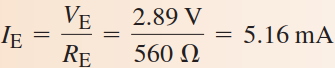 I_E = V_E / R_E = 2.89 V / 560 Ω = 5.16 mA